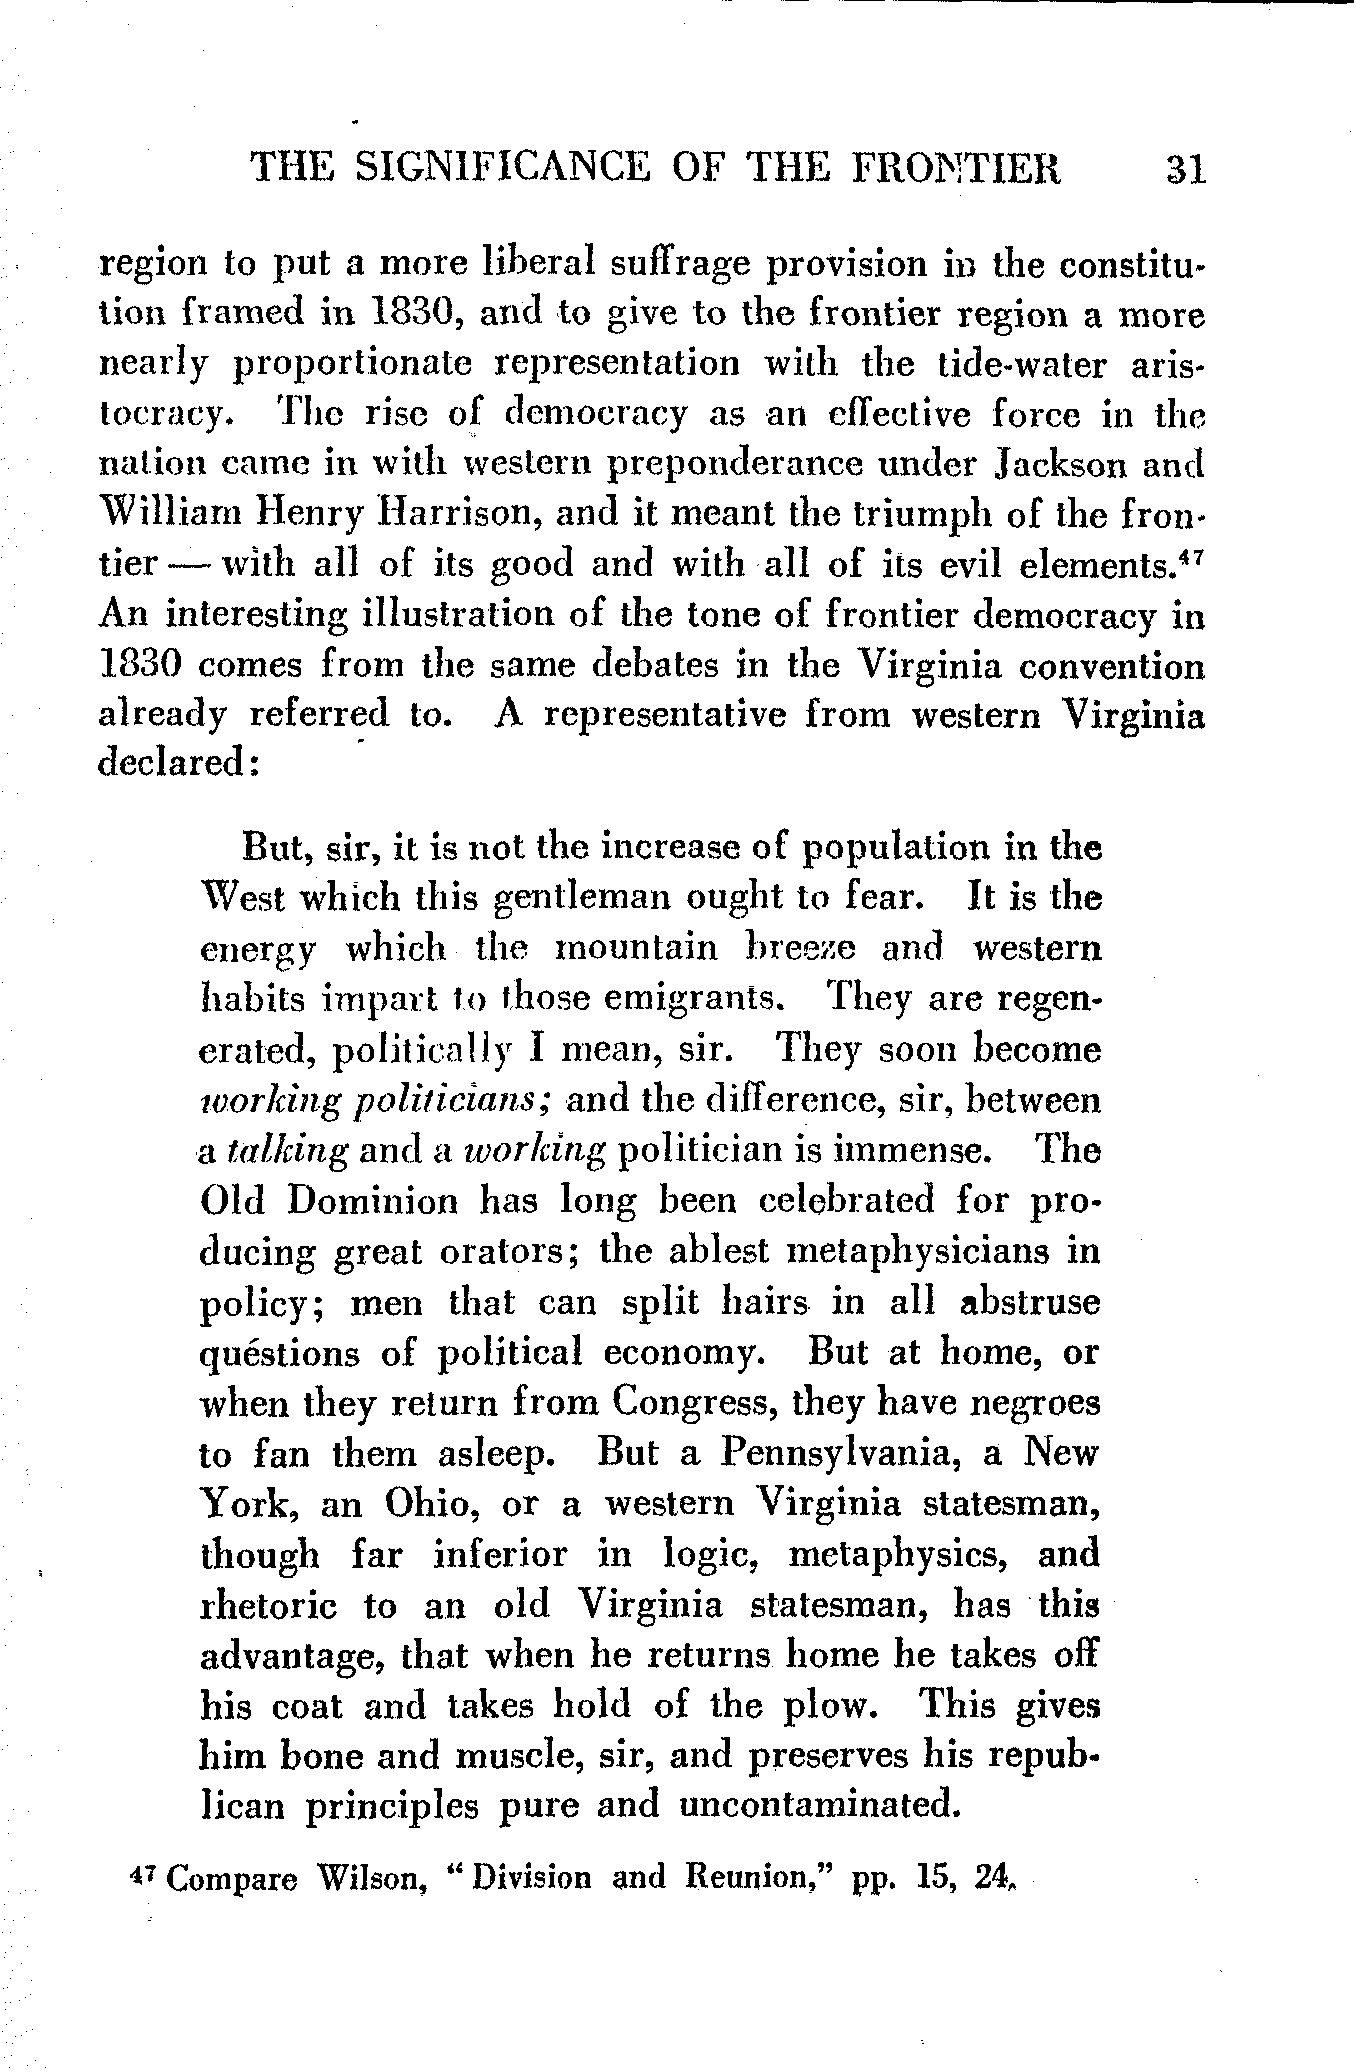 THE SIGNIFICANCE OF THE FRONTIER 31
region to put a more liberal suffrage provision in the constitu-
tion framed in 1830, and to give to the frontier region a more
nearly proportionate representation with the tide-water aris-
tocracy. The rise of democracy as an effective force in the
nation came in with western preponderance under Jackson and
William Henry Harrison, and it meant the triumph of the fron-
tier — with all of its good and with all of its evil elements.⁴⁷
An interesting illustration of the tone of frontier democracy in
1830 comes from the same debates in the Virginia convention
already referred to. A representative from western Virginia
declared:
But, sir, it is not the increase of population in the
West which this gentleman ought to fear. It is the
energy which the mountain breeze and western
habits impart to those emigrants. They are regen-
erated, politically I mean, sir. They soon become
working politicians; and the difference, sir, between
a talking and a working politician is immense. The
Old Dominion has long been celebrated for pro-
ducing great orators; the ablest metaphysicians in
policy; men that can split hairs in all abstruse
questions of political economy. But at home, or
when they return from Congress, they have negroes
to fan them asleep. But a Pennsylvania, a New
York, an Ohio, or a western Virginia statesman,
though far inferior in logic, metaphysics, and
rhetoric to an old Virginia statesman, has this
advantage, that when he returns home he takes off
his coat and takes hold of the plow. This gives
him bone and muscle, sir, and preserves his repub-
lican principles pure and uncontaminated.
⁴⁷ Compare Wilson, “Division and Reunion,” pp. 15, 24.